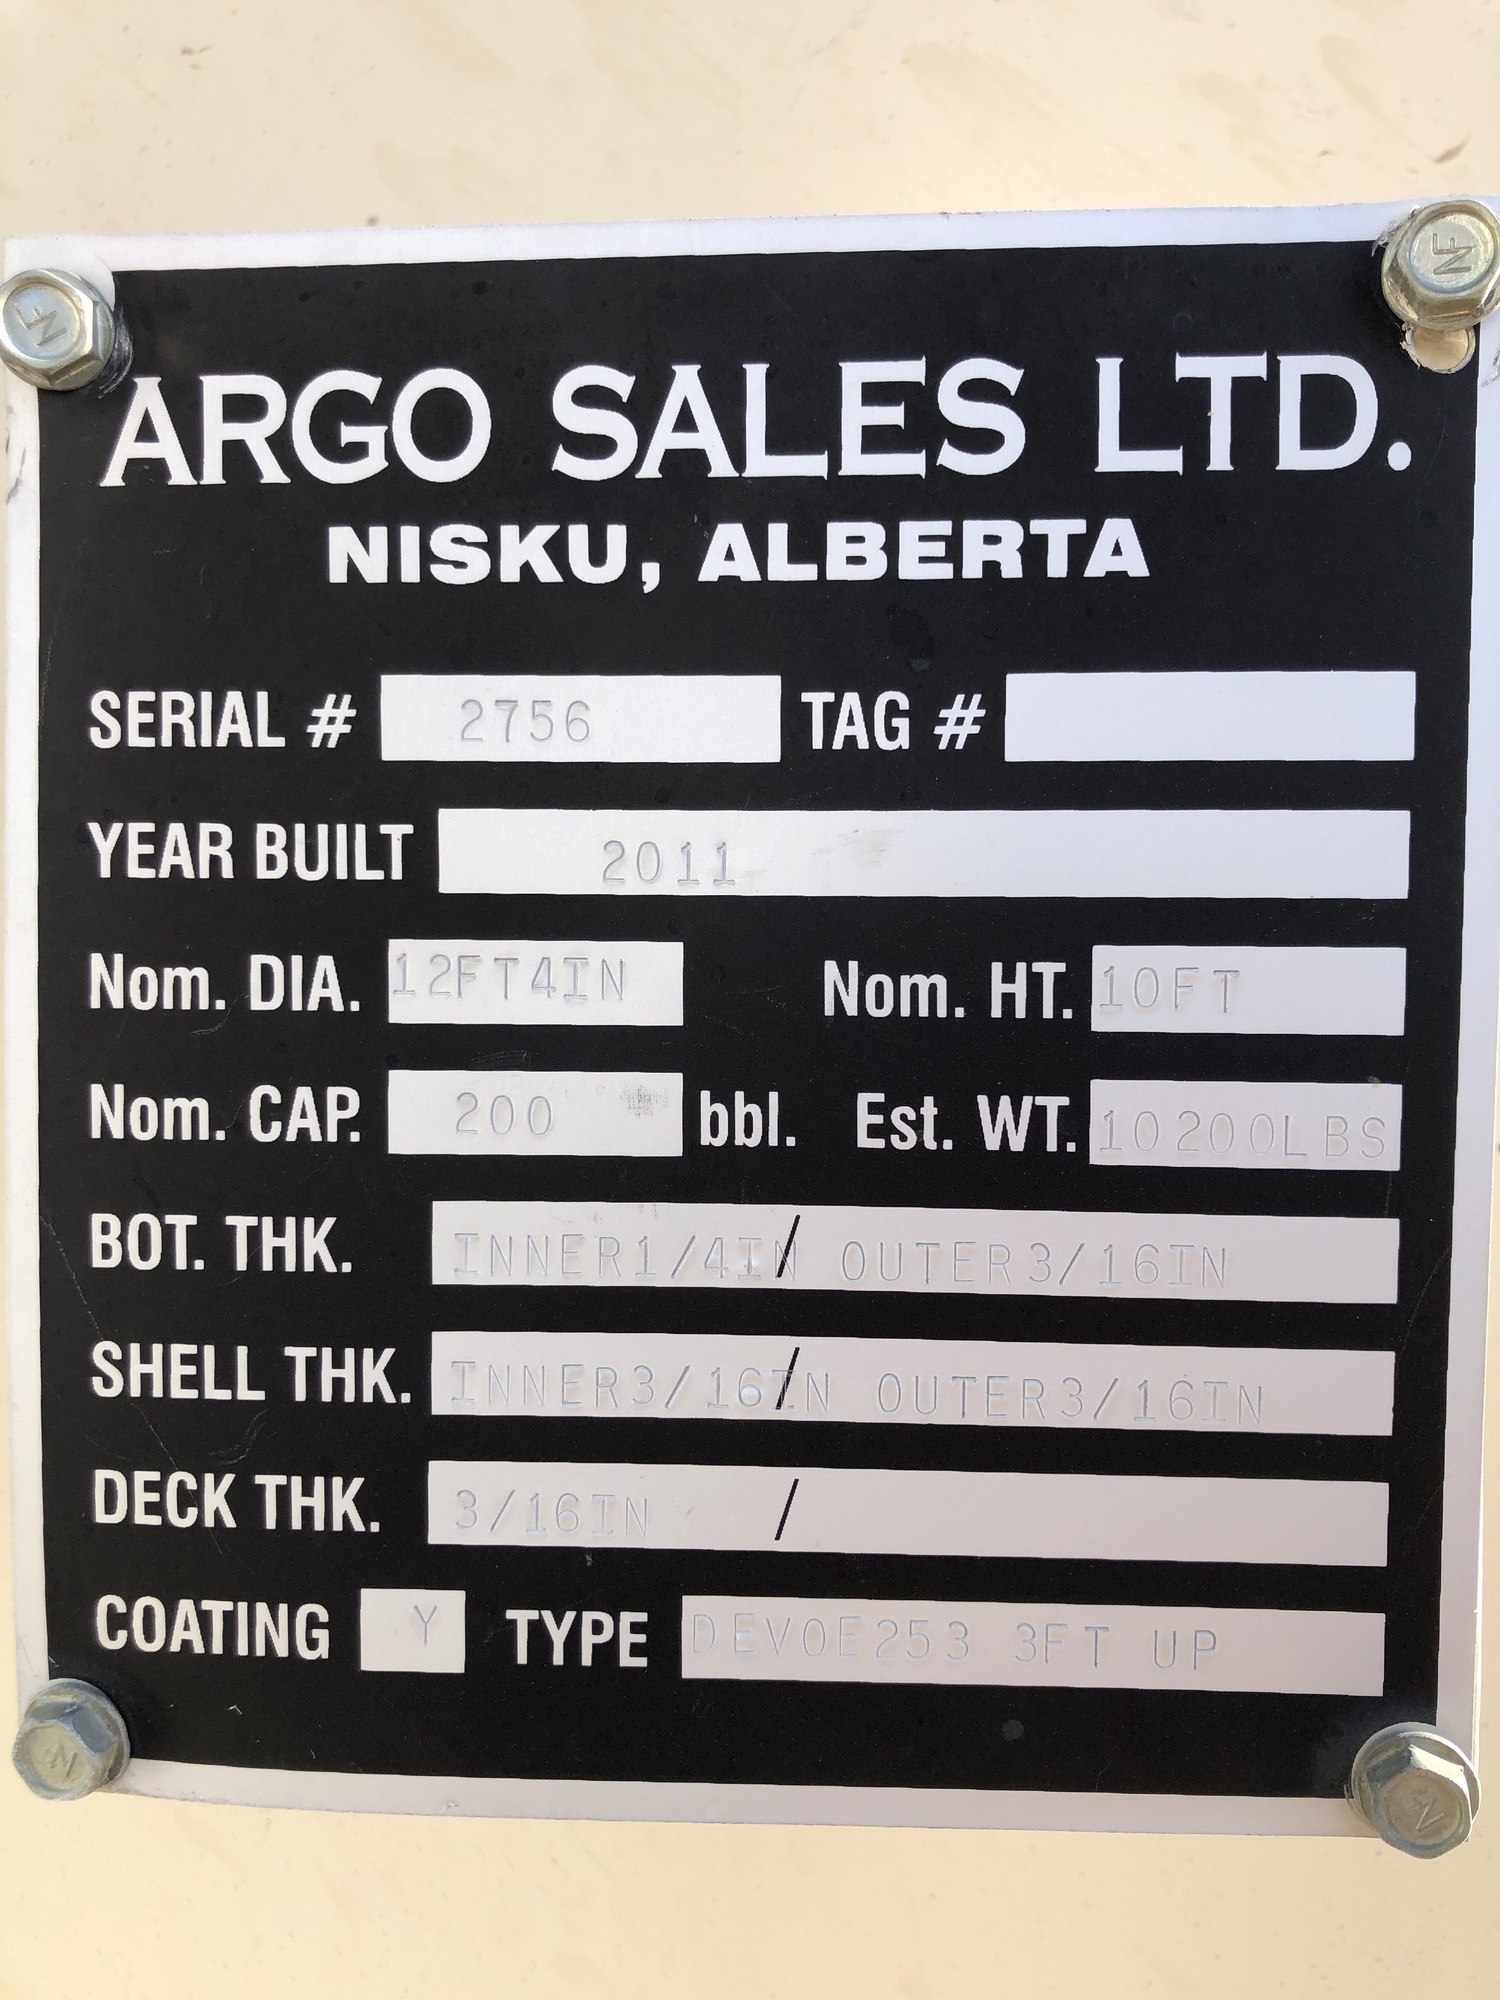 ARGO SALES LTD.
NISKU, ALBERTA
SERIAL # 2756 TAG #
YEAR BUILT 2011
Nom. DIA. 12FT4IN Nom. HT. 10FT
Nom. CAP. 200 bbl. Est. WT. 10200LBS
BOT. THK. INNER1/4IN / OUTER3/16IN
SHELL THK. INNER3/16IN / OUTER3/16IN
DECK THK. 3/16IN /
COATING Y TYPE DEVOE253 3FT UP
NF
NF
N
N